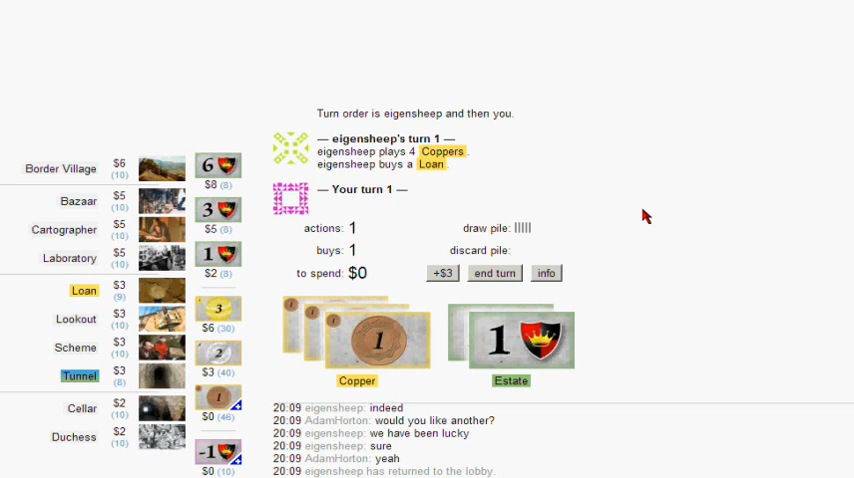 Turn order is eigensheep and then you.
— eigensheep's turn 1 —
eigensheep plays 4 Coppers.
eigensheep buys a Loan.
— Your turn 1 —
actions: 1
draw pile:
buys: 1
discard pile:
to spend: $0
+$3
end turn
info
1
1
1
1
Copper
Estate
20:09 eigensheep: indeed
20:09 AdamHorton: would you like another?
20:09 eigensheep: we have been lucky
20:09 eigensheep: sure
20:09 AdamHorton: yeah
20:09 eigensheep has returned to the lobby.
Border Village $6 (10)
Bazaar $5 (10)
Cartographer $5 (10)
Laboratory $5 (10)
Loan $3 (9)
Lookout $3 (10)
Scheme $3 (10)
Tunnel $3 (8)
Cellar $2 (10)
Duchess $2 (10)
6
$8 (8)
3
$5 (8)
1
$2 (8)
3
$6 (30)
2
$3 (40)
1
$0 (46)
-1
$0 (10)